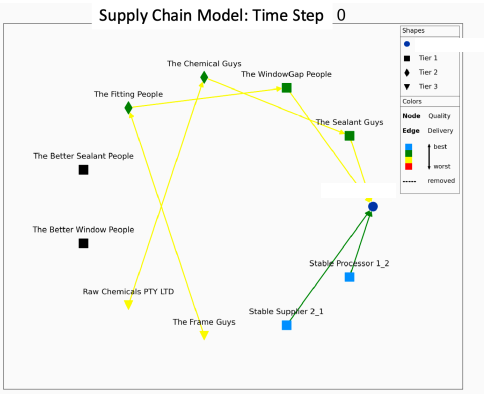 Supply Chain Model: Time Step 0
Shapes
Tier 1
Tier 2
Tier 3
Colors
Node Quality
Edge Delivery
best
worst
removed
The Chemical Guys
The WindowGap People
The Fitting People
The Sealant Guys
The Better Sealant People
The Better Window People
Stable Processor 1_2
Raw Chemicals PTY LTD
Stable Supplier 2_1
The Frame Guys